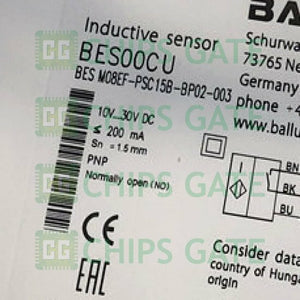 Inductive sensor
BES00CU
BES M08EF-PSC15B-BP02-003
10V...30V DC
≤ 200 mA
Sn = 1.5 mm
PNP
Normally open (NO)
CE
EAC
BA
Schurwa
73765 Ne
Germany
phone +4
www.ballu
BN
BK
BU
Consider data
country of Hunga
origin
CHIPS GATE
CHIPS GATE
CHIPS GATE
CHIPS GATE